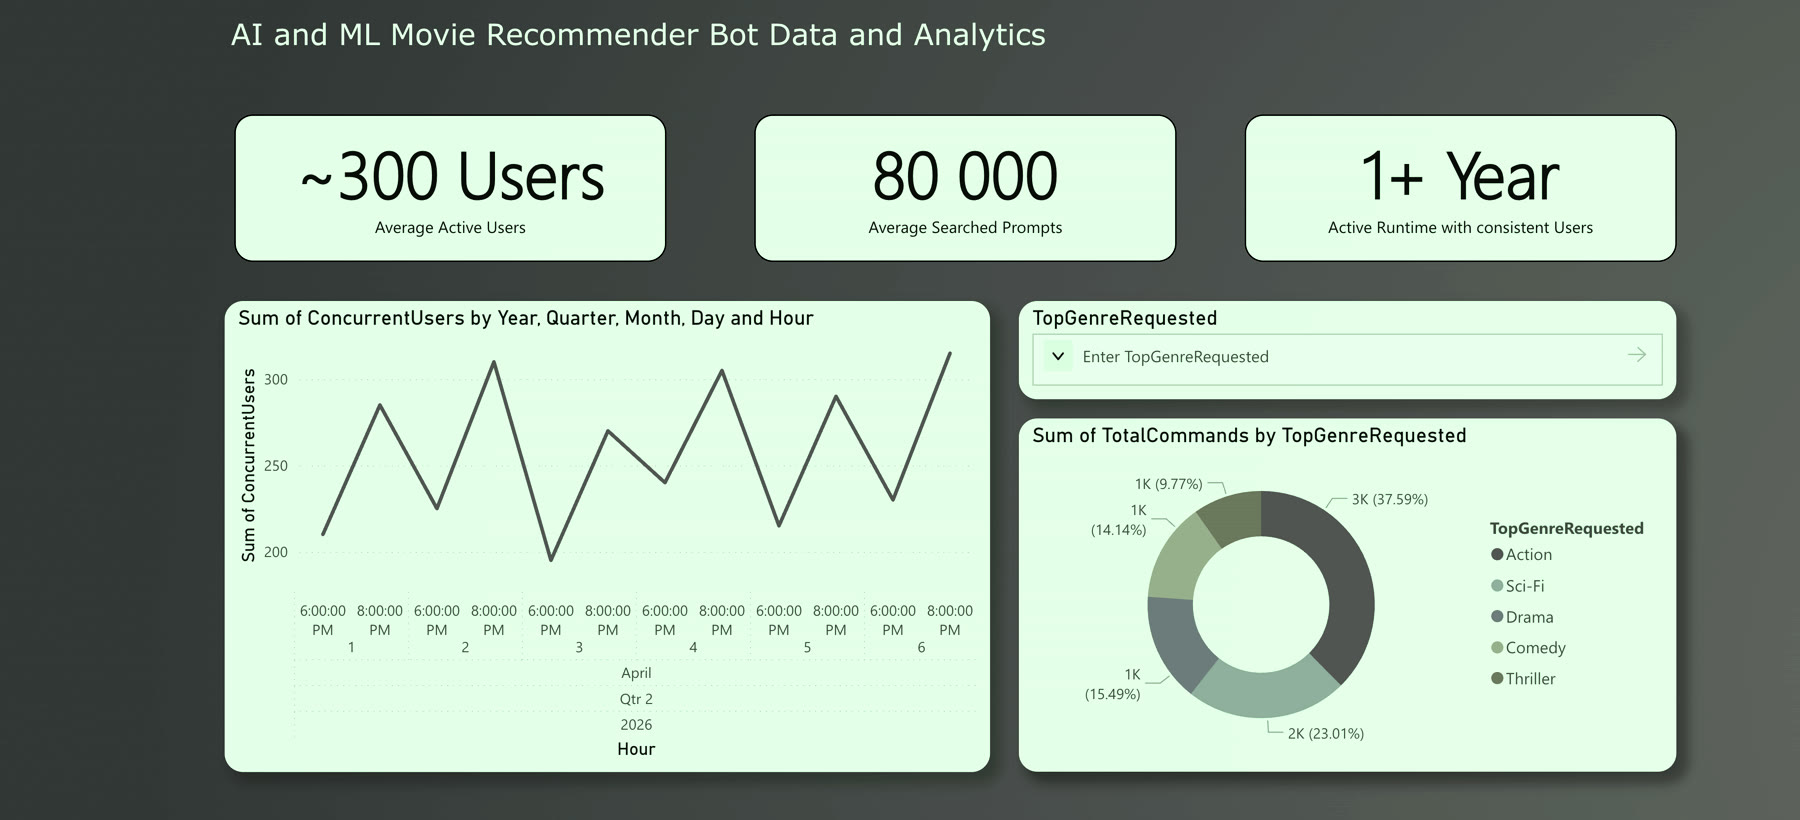 AI and ML Movie Recommender Bot Data and Analytics
~300 Users
Average Active Users
80 000
Average Searched Prompts
1+ Year
Active Runtime with consistent Users
Sum of ConcurrentUsers by Year, Quarter, Month, Day and Hour
Sum of ConcurrentUsers
300
250
200
6:00:00 8:00:00 6:00:00 8:00:00 6:00:00 8:00:00 6:00:00 8:00:00 6:00:00 8:00:00 6:00:00 8:00:00
PM PM PM PM PM PM PM PM PM PM PM PM
1 2 3 4 5 6
April
Qtr 2
2026
Hour
TopGenreRequested
Enter TopGenreRequested
Sum of TotalCommands by TopGenreRequested
1K (9.77%)
3K (37.59%)
1K
(14.14%)
1K
(15.49%)
2K (23.01%)
TopGenreRequested
Action
Sci-Fi
Drama
Comedy
Thriller